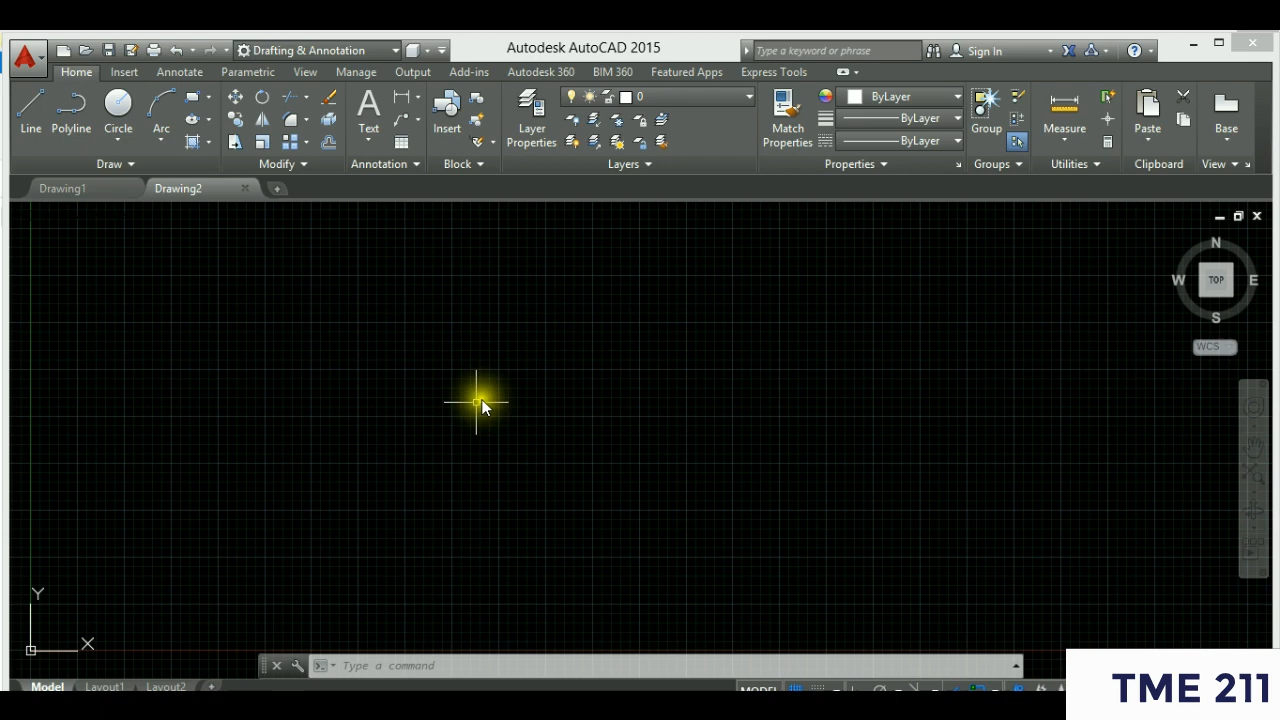 Drafting & Annotation
Autodesk AutoCAD 2015
Type a keyword or phrase
Sign In
Home Insert Annotate Parametric View Manage Output Add-ins Autodesk 360 BIM 360 Featured Apps Express Tools
0
ByLayer
ByLayer
ByLayer
Line Polyline Circle Arc Text Insert Layer Properties Match Properties Group Measure Paste Base
Draw Modify Annotation Block Layers Properties Groups Utilities Clipboard View
Drawing1 Drawing2
N
W TOP E
S
WCS
Y
X
Type a command
Model Layout1 Layout2
MODEL
TME 211